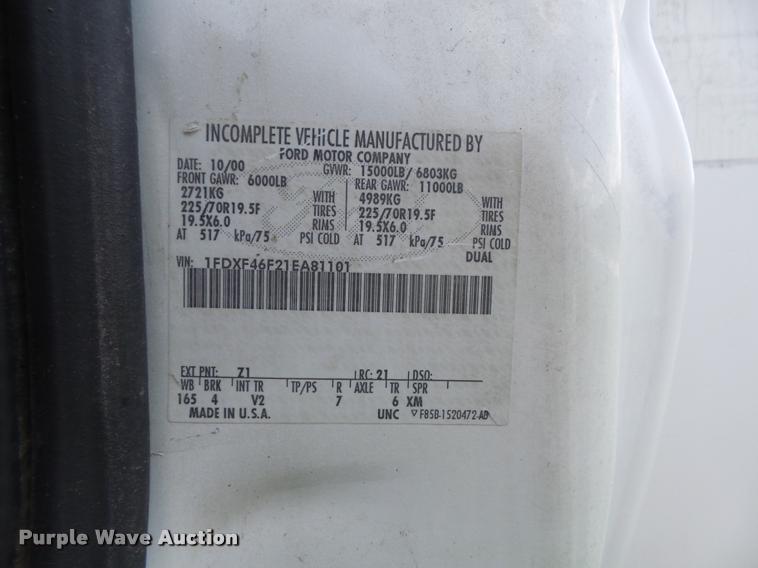 INCOMPLETE VEHICLE MANUFACTURED BY
FORD MOTOR COMPANY
DATE: 10/00 GVWR: 15000LB/ 6803KG
FRONT GAWR: 6000LB REAR GAWR: 11000LB
2721KG WITH 4989KG WITH
225/70R19.5F TIRES 225/70R19.5F TIRES
19.5X6.0 RIMS 19.5X6.0 RIMS
AT 517 kPa/75 PSI COLD AT 517 kPa/75 PSI COLD
DUAL
VIN: 1FDXF46F21EA81101
EXT PNT: Z1 RC: 21 DSO:
WB BRK INT TR TP/PS R AXLE TR SPR
165 4 V2 7 6 XM
MADE IN U.S.A. UNC F85B-1520472-AD
Purple Wave Auction